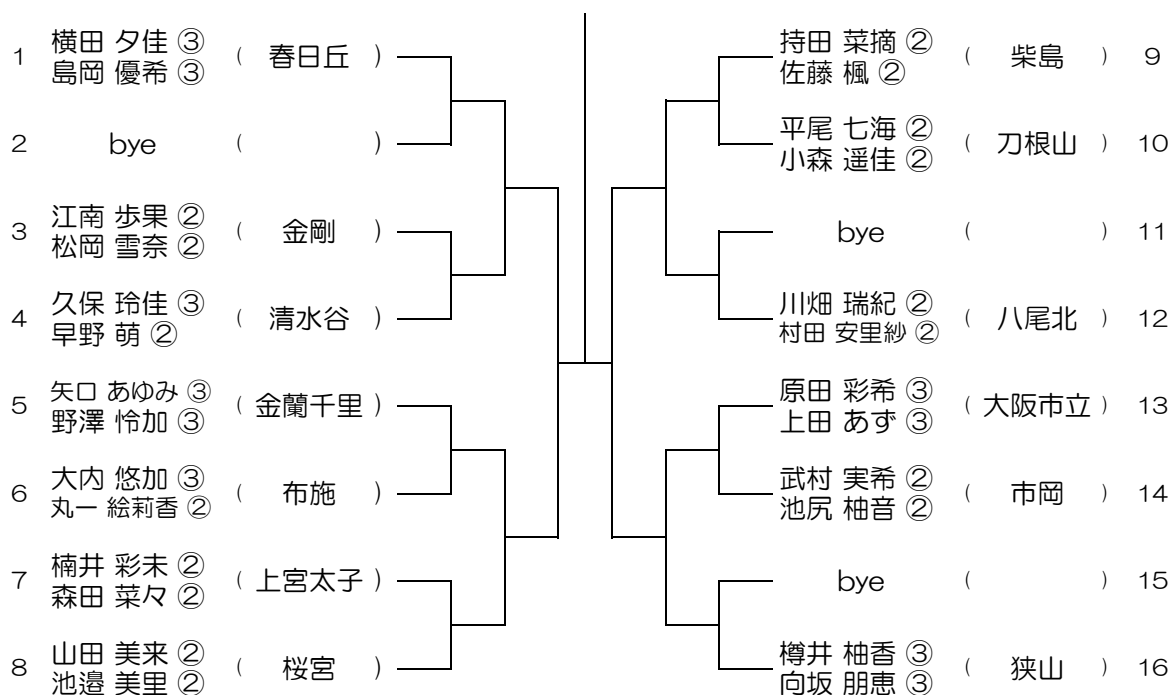 1 横田 夕佳 ③ ( 春日丘 )
島岡 優希 ③
2 bye ( )
3 江南 歩果 ② ( 金剛 )
松岡 雪奈 ②
4 久保 玲佳 ③ ( 清水谷 )
早野 萌 ②
5 矢口 あゆみ ③ ( 金蘭千里 )
野澤 怜加 ③
6 大内 悠加 ③ ( 布施 )
丸一 絵莉香 ②
7 楠井 彩未 ② ( 上宮太子 )
森田 菜々 ②
8 山田 美来 ② ( 桜宮 )
池邉 美里 ②
持田 菜摘 ② ( 柴島 ) 9
佐藤 楓 ②
平尾 七海 ② ( 刀根山 ) 10
小森 遥佳 ②
bye ( ) 11
川畑 瑞紀 ② ( 八尾北 ) 12
村田 安里紗 ②
原田 彩希 ③ ( 大阪市立 ) 13
上田 あず ③
武村 実希 ② ( 市岡 ) 14
池尻 柚音 ②
bye ( ) 15
樽井 柚香 ③ ( 狭山 ) 16
向坂 朋恵 ③